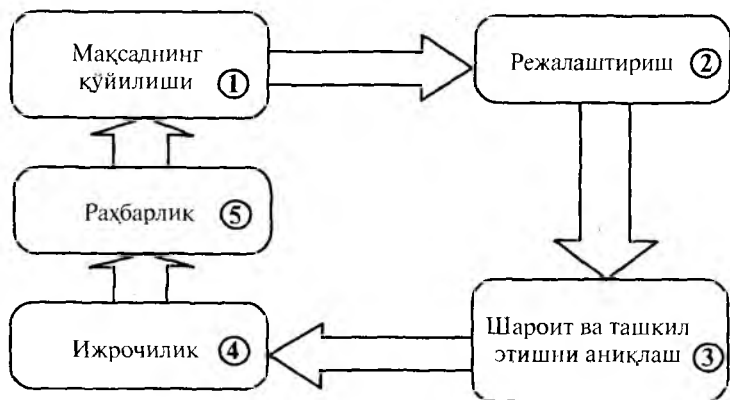 Мақсаднинг
қўйилиши ①
Режалаштириш ②
Шароит ва ташкил
этишни аниқлаш ③
Ижрочилик ④
Раҳбарлик ⑤